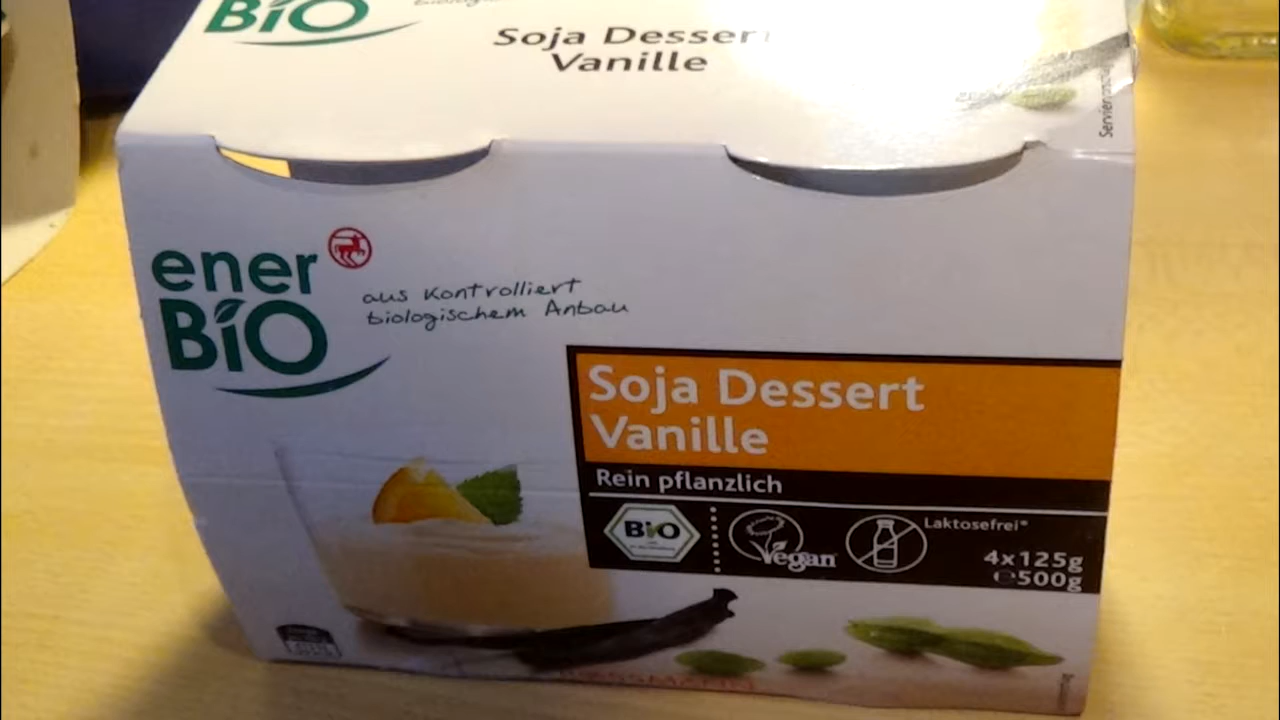 BiO
Soja Dessert
Vanille
ener
BiO
aus kontrolliert
biologischem Anbau
Soja Dessert
Vanille
Rein pflanzlich
BiO
Vegan
Laktosefrei*
4x125g
℮500g